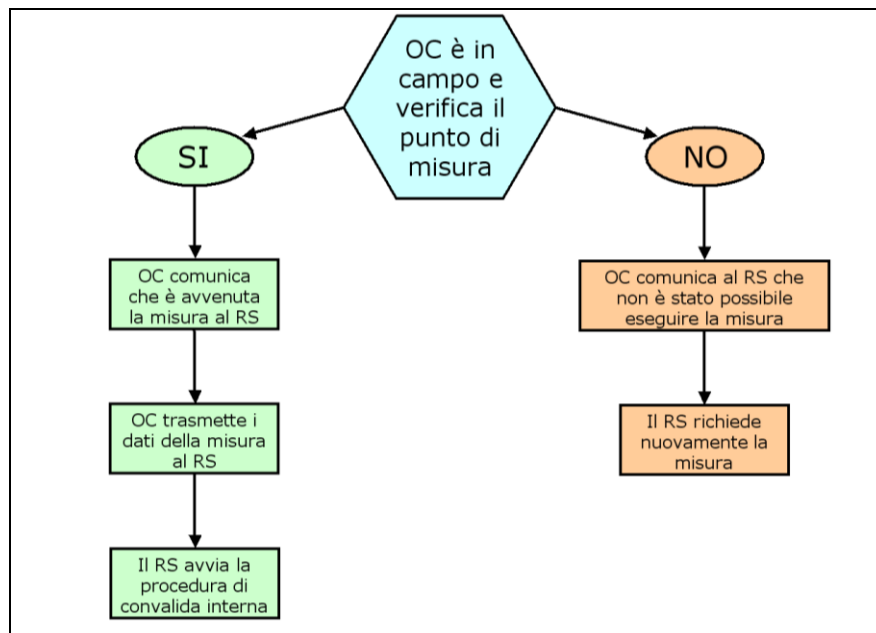 OC è in
campo e
verifica il
punto di
misura
SI
NO
OC comunica
che è avvenuta
la misura al RS
OC comunica al RS che
non è stato possibile
eseguire la misura
OC trasmette i
dati della misura
al RS
Il RS richiede
nuovamente la
misura
Il RS avvia la
procedura di
convalida interna